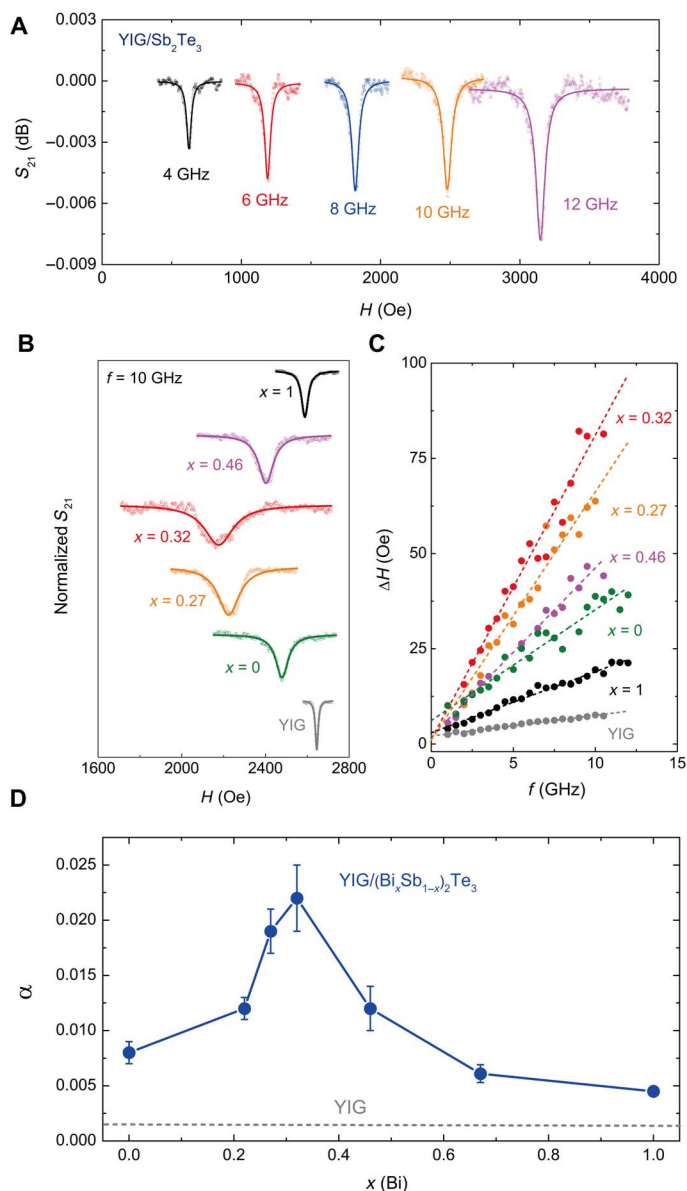 A
YIG/Sb₂Te₃
0.003
0.000
−0.003
−0.006
−0.009
S₂₁ (dB)
4 GHz
6 GHz
8 GHz
10 GHz
12 GHz
0
1000
2000
3000
4000
H (Oe)
B
f = 10 GHz
x = 1
x = 0.46
x = 0.32
x = 0.27
x = 0
YIG
Normalized S₂₁
1600
2000
2400
2800
H (Oe)
C
100
75
50
25
0
ΔH (Oe)
x = 0.32
x = 0.27
x = 0.46
x = 0
x = 1
YIG
0
5
10
15
f (GHz)
D
0.025
0.020
0.015
0.010
0.005
0.000
α
YIG/(BiₓSb₁₋ₓ)₂Te₃
YIG
0.0
0.2
0.4
0.6
0.8
1.0
x (Bi)